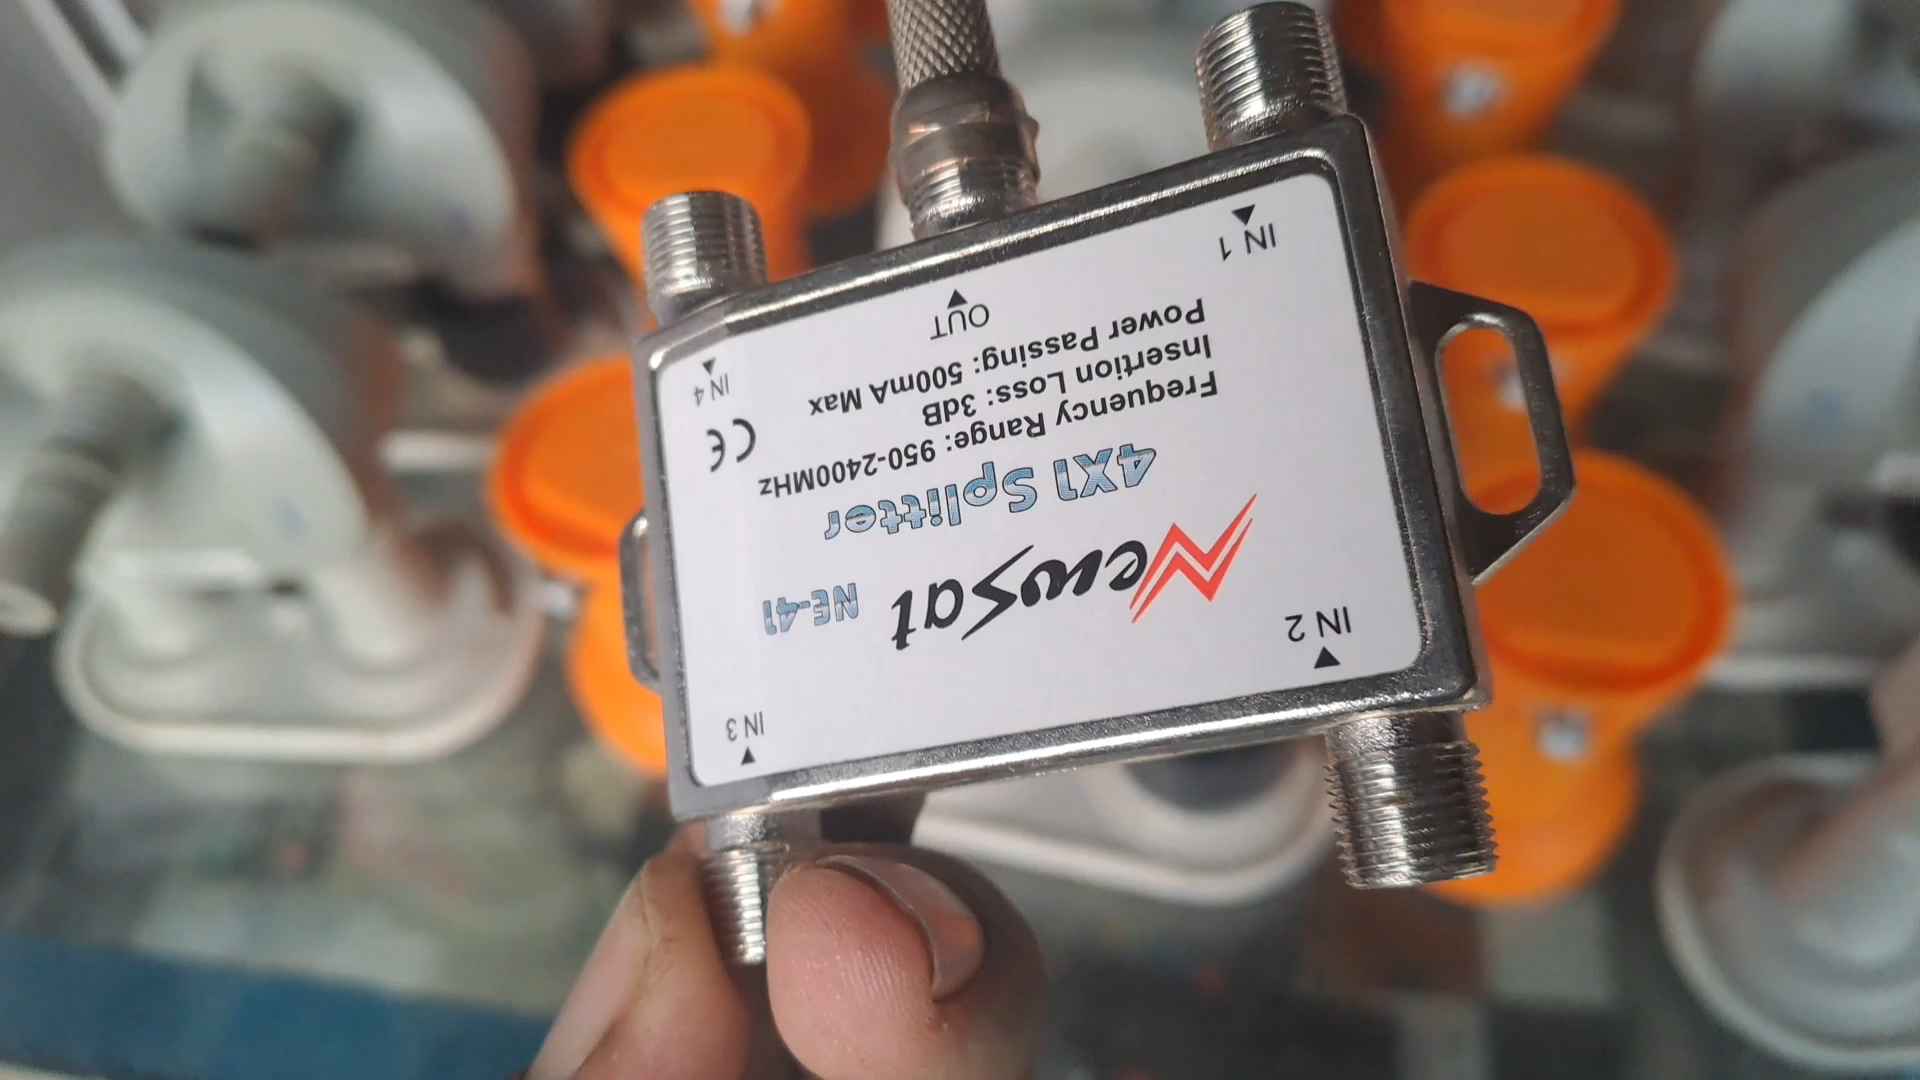 IN 3
IN 2
NewSat NE-41
4X1 Splitter
Frequency Range: 950-2400MHz
Insertion Loss: 3dB
Power Passing: 500mA Max
CE
IN 4
OUT
IN 1